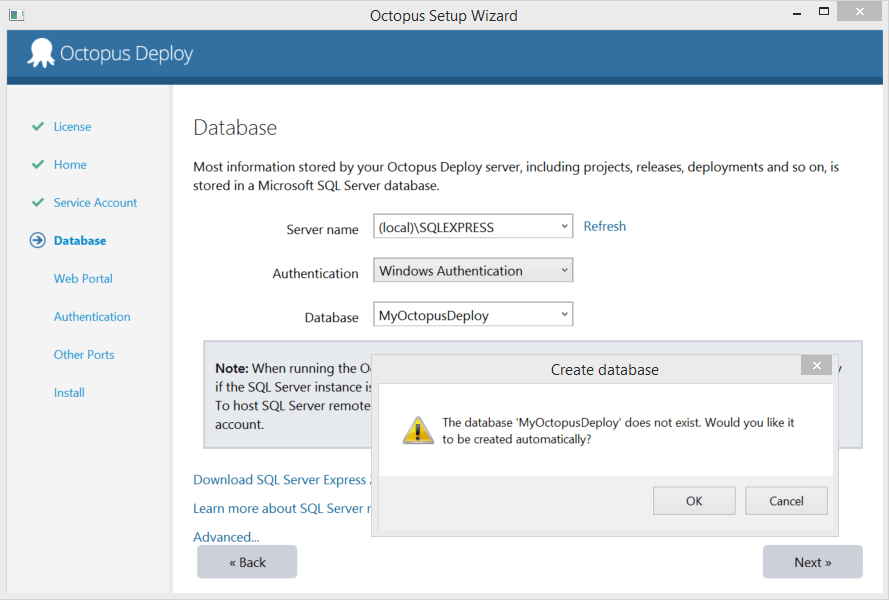 Octopus Setup Wizard
Octopus Deploy
License
Home
Service Account
Database
Web Portal
Authentication
Other Ports
Install
Database
Most information stored by your Octopus Deploy server, including projects, releases, deployments and so on, is
stored in a Microsoft SQL Server database.
Server name (local)\SQLEXPRESS Refresh
Authentication Windows Authentication
Database MyOctopusDeploy
Note: When running the
if the SQL Server instance is
To host SQL Server remote
account.
Create database
The database 'MyOctopusDeploy' does not exist. Would you like it
to be created automatically?
OK Cancel
Download SQL Server Express
Learn more about SQL Server
Advanced...
« Back Next »